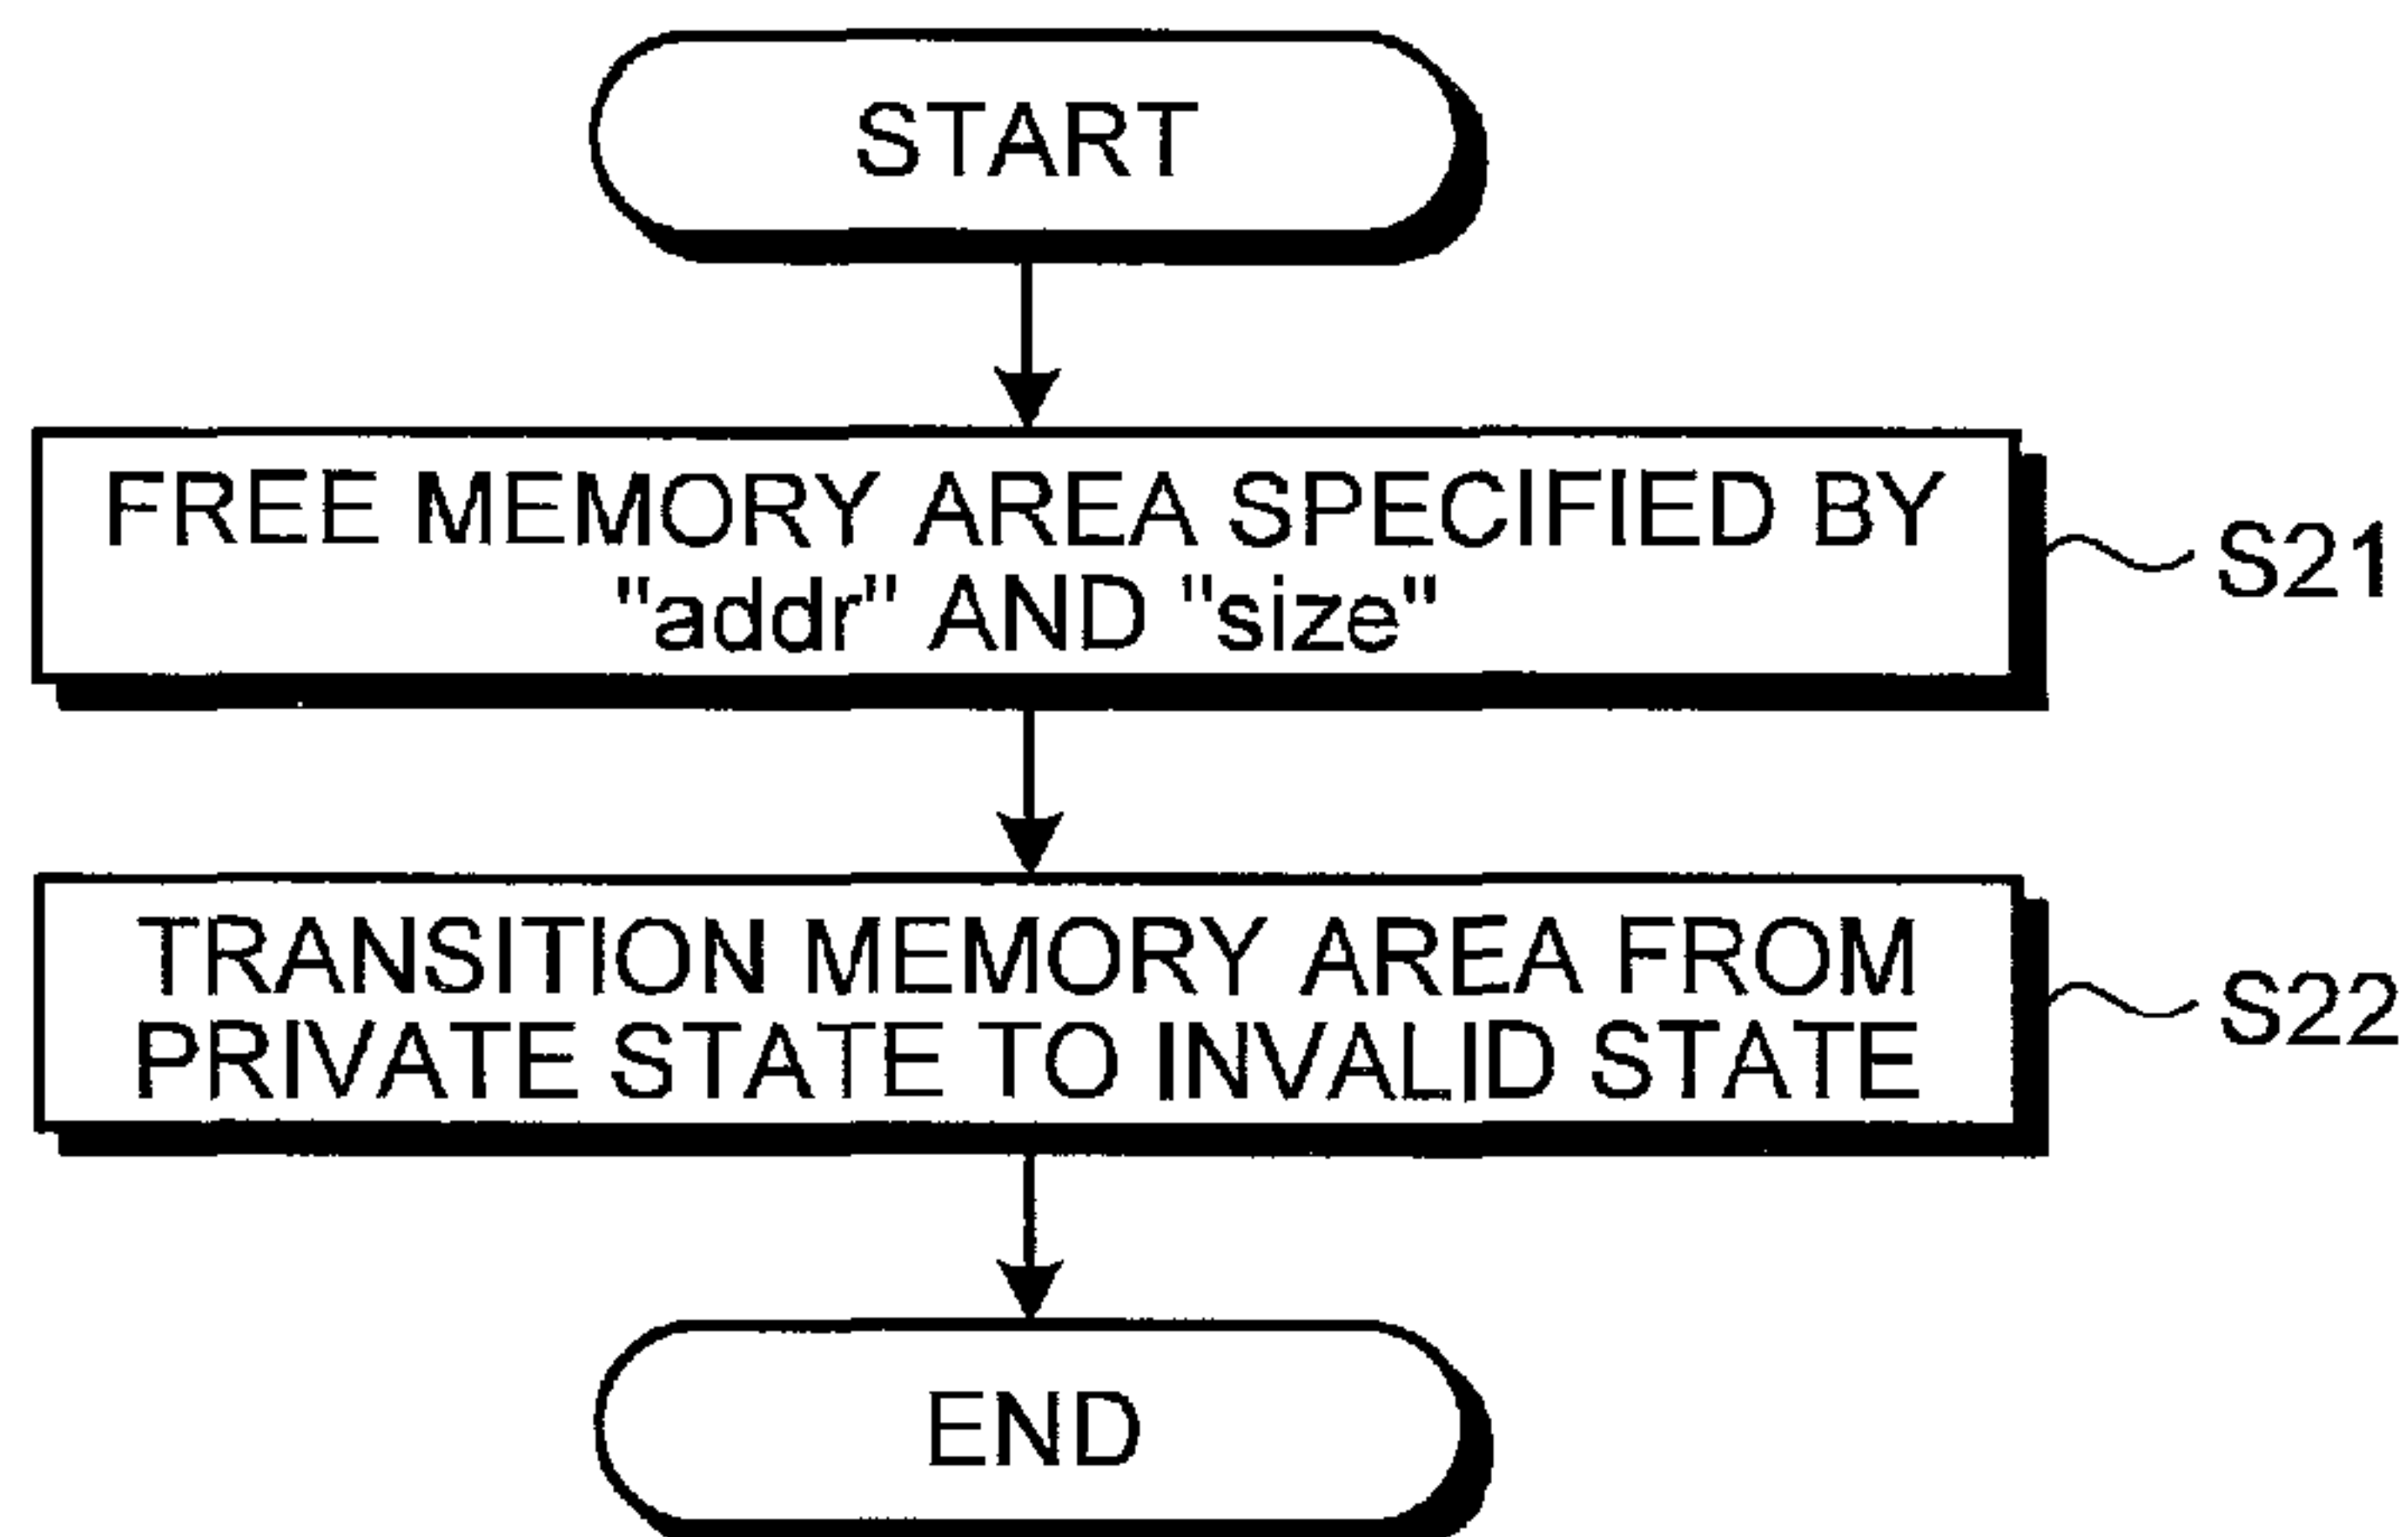 START
FREE MEMORY AREA SPECIFIED BY
"addr" AND "size"
S21
TRANSITION MEMORY AREA FROM
PRIVATE STATE TO INVALID STATE
S22
END